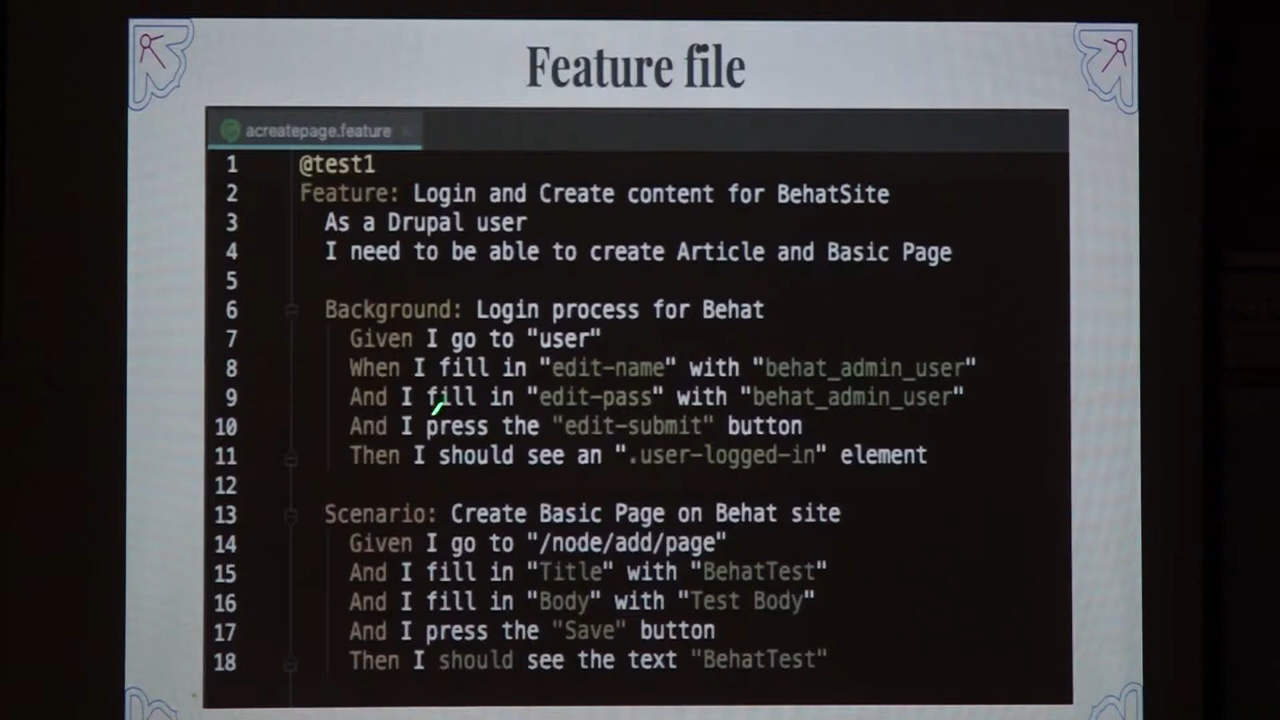 Feature file
acreatepage.feature
1 @test1
2 Feature: Login and Create content for BehatSite
3 As a Drupal user
4 I need to be able to create Article and Basic Page
5
6 Background: Login process for Behat
7 Given I go to "user"
8 When I fill in "edit-name" with "behat_admin_user"
9 And I fill in "edit-pass" with "behat_admin_user"
10 And I press the "edit-submit" button
11 Then I should see an ".user-logged-in" element
12
13 Scenario: Create Basic Page on Behat site
14 Given I go to "/node/add/page"
15 And I fill in "Title" with "BehatTest"
16 And I fill in "Body" with "Test Body"
17 And I press the "Save" button
18 Then I should see the text "BehatTest"